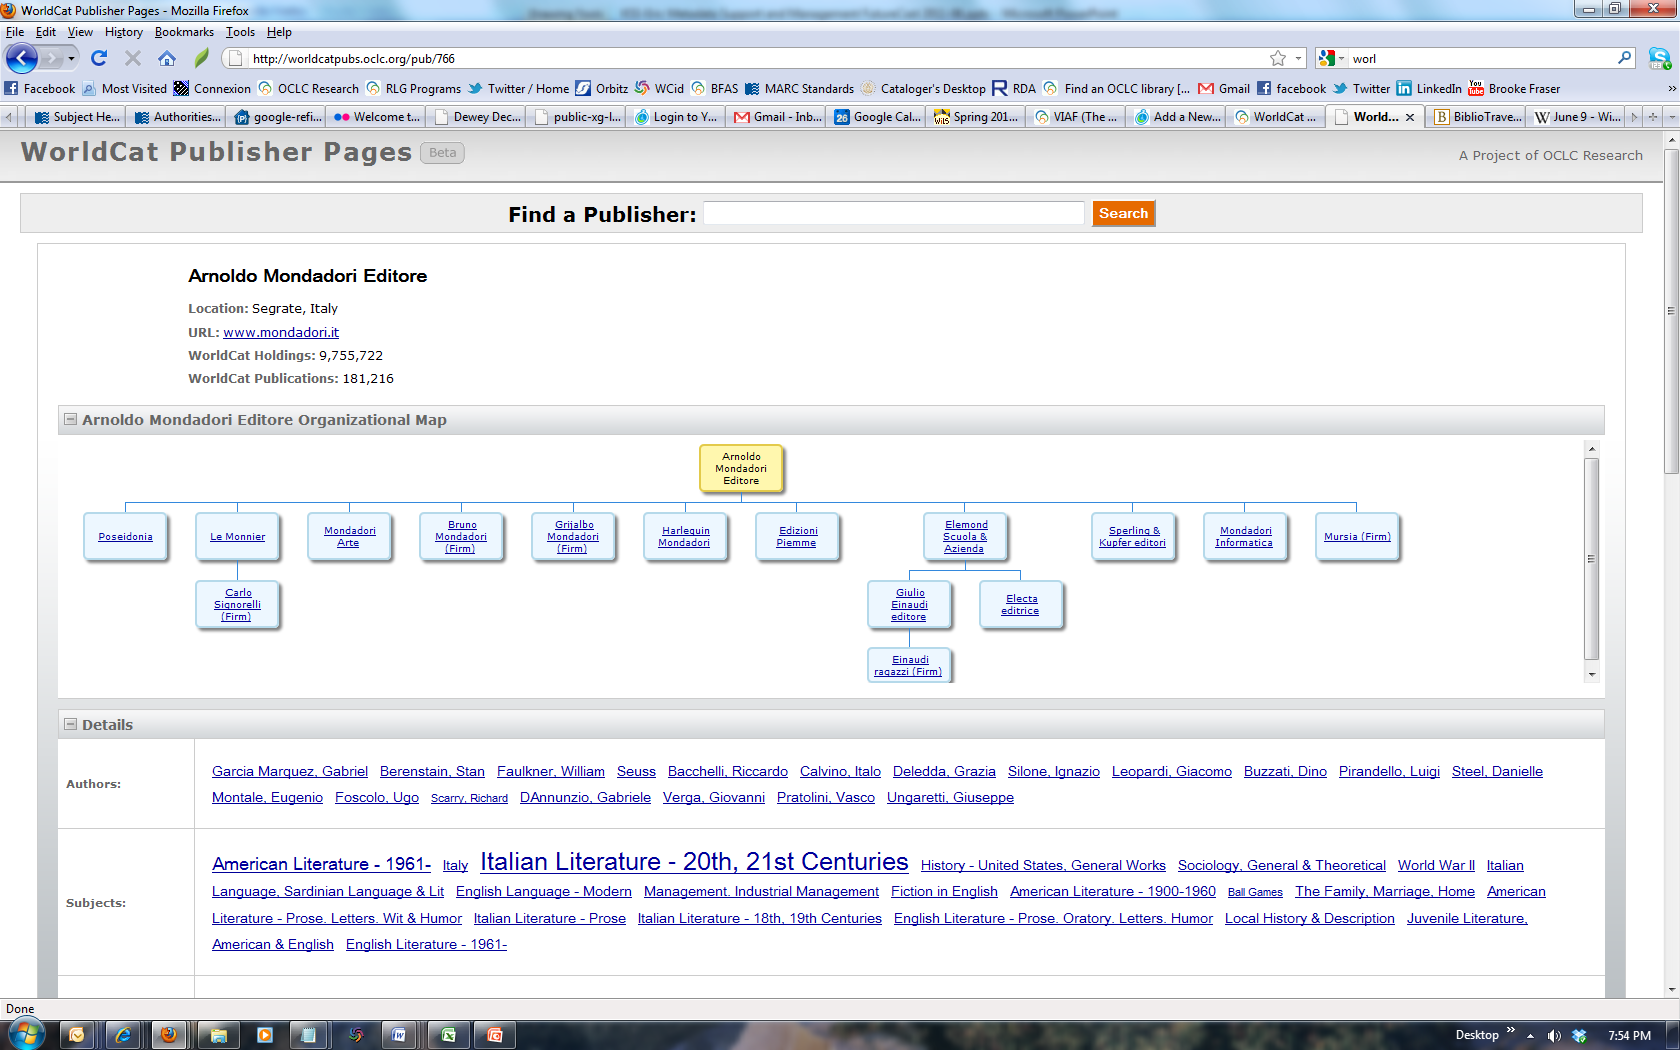 WorldCat Publisher Pages - Mozilla Firefox
File Edit View History Bookmarks Tools Help
http://worldcatpubs.oclc.org/pub/766
worl
Facebook Most Visited Connexion OCLC Research RLG Programs Twitter / Home Orbitz WCid BFAS MARC Standards Cataloger's Desktop RDA Find an OCLC library [... Gmail facebook Twitter LinkedIn Brooke Fraser »
Subject He... Authorities... google-refi... Welcome t... Dewey Dec... public-xg-l... Login to Y... Gmail - Inb... 26 Google Cal... Spring 201... VIAF (The ... Add a New... WorldCat ... World... BiblioTrave... June 9 - Wi...
WorldCat Publisher Pages Beta
A Project of OCLC Research
Find a Publisher: Search
Arnoldo Mondadori Editore
Location: Segrate, Italy
URL: www.mondadori.it
WorldCat Holdings: 9,755,722
WorldCat Publications: 181,216
Arnoldo Mondadori Editore Organizational Map
Arnoldo
Mondadori
Editore
Poseidonia
Le Monnier
Mondadori
Arte
Bruno
Mondadori
(Firm)
Grijalbo
Mondadori
(Firm)
Harlequin
Mondadori
Edizioni
Piemme
Elemond
Scuola &
Azienda
Sperling &
Kupfer editori
Mondadori
Informatica
Mursia (Firm)
Carlo
Signorelli
(Firm)
Giulio
Einaudi
editore
Electa
editrice
Einaudi
ragazzi (Firm)
Details
Authors:
Garcia Marquez, Gabriel Berenstain, Stan Faulkner, William Seuss Bacchelli, Riccardo Calvino, Italo Deledda, Grazia Silone, Ignazio Leopardi, Giacomo Buzzati, Dino Pirandello, Luigi Steel, Danielle
Montale, Eugenio Foscolo, Ugo Scarry, Richard DAnnunzio, Gabriele Verga, Giovanni Pratolini, Vasco Ungaretti, Giuseppe
Subjects:
American Literature - 1961- Italy Italian Literature - 20th, 21st Centuries History - United States, General Works Sociology, General & Theoretical World War II Italian
Language, Sardinian Language & Lit English Language - Modern Management. Industrial Management Fiction in English American Literature - 1900-1960 Ball Games The Family, Marriage, Home American
Literature - Prose. Letters. Wit & Humor Italian Literature - Prose Italian Literature - 18th, 19th Centuries English Literature - Prose. Oratory. Letters. Humor Local History & Description Juvenile Literature,
American & English English Literature - 1961-
Done
Desktop » 7:54 PM